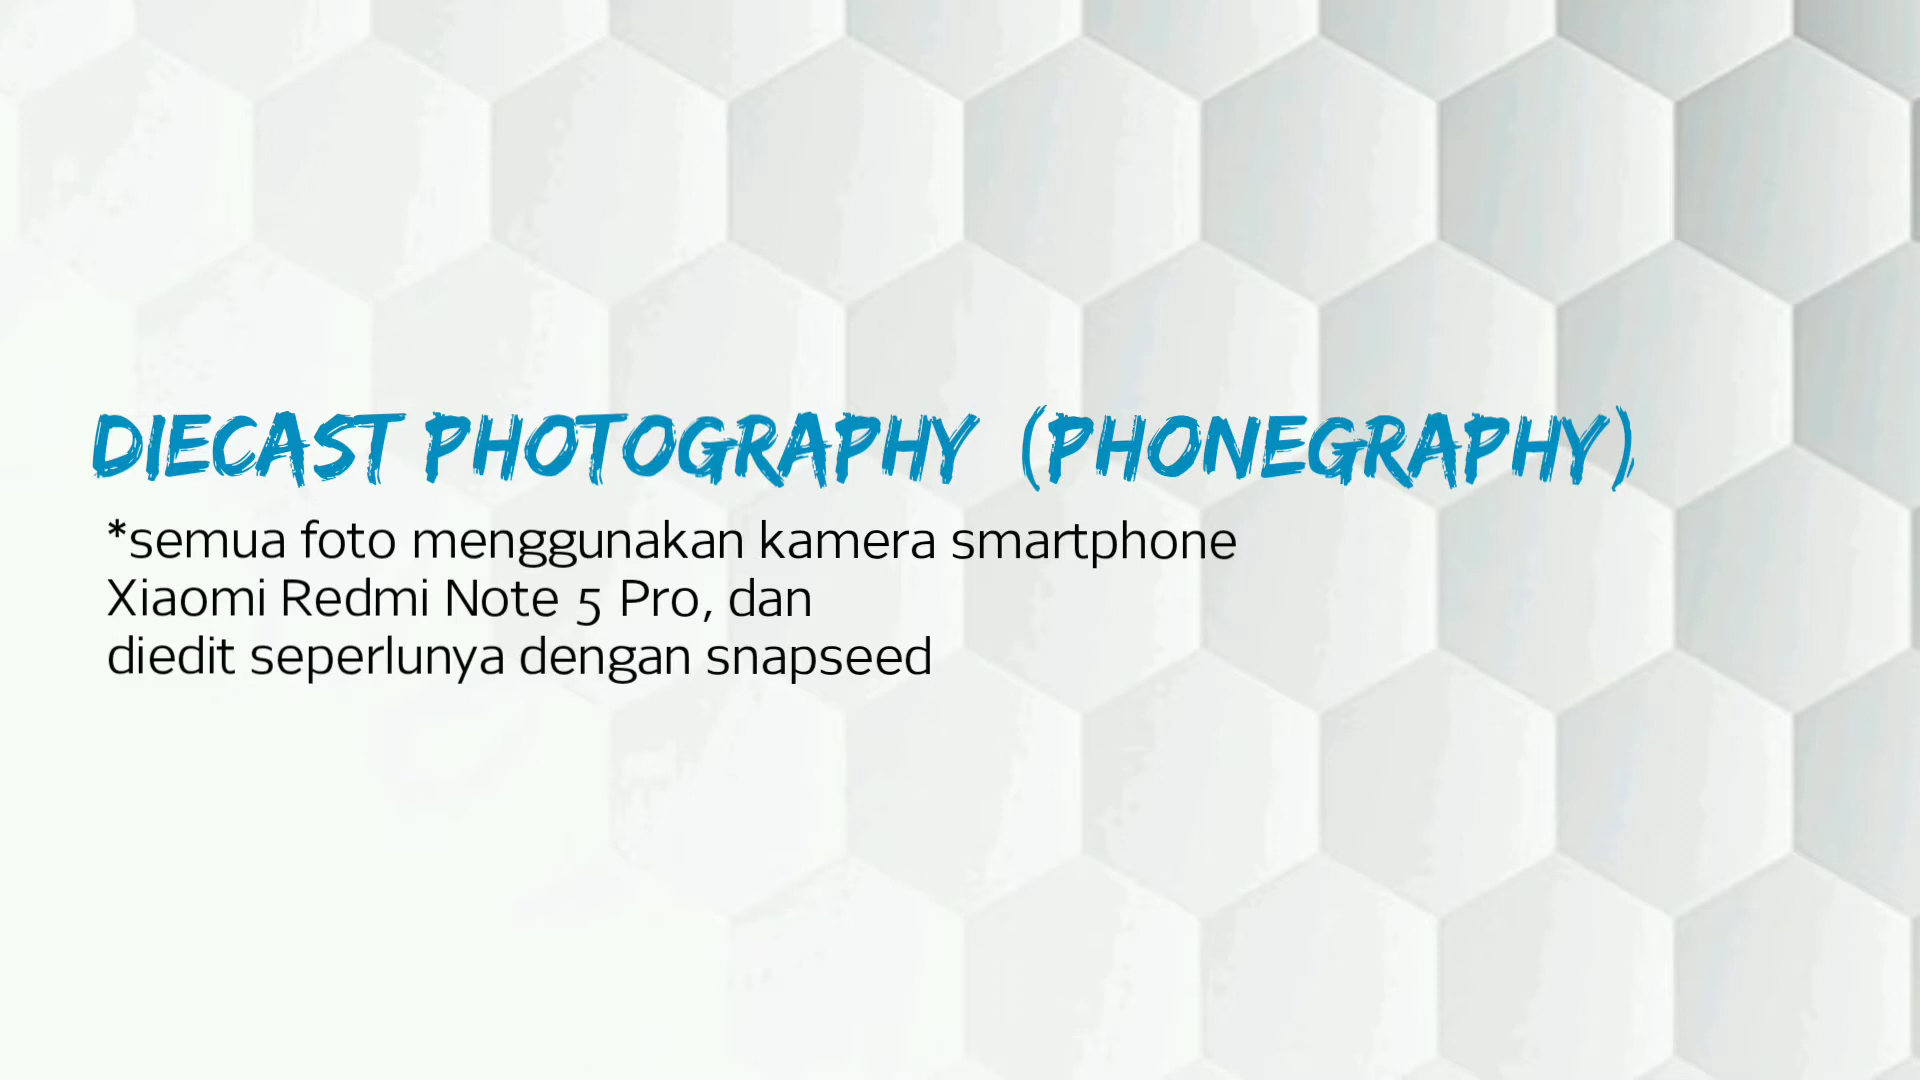 DIECAST PHOTOGRAPHY (PHONEGRAPHY)
*semua foto menggunakan kamera smartphone
Xiaomi Redmi Note 5 Pro, dan
diedit seperlunya dengan snapseed